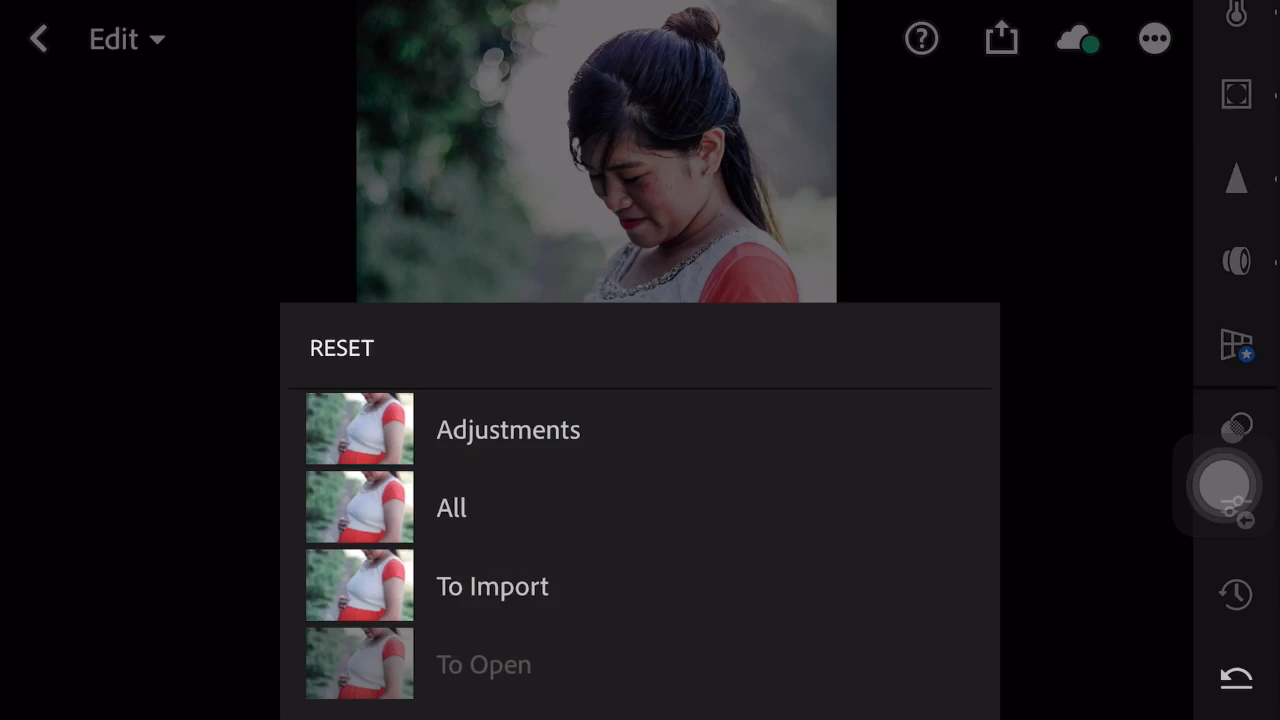 Edit
RESET
Adjustments
All
To Import
To Open